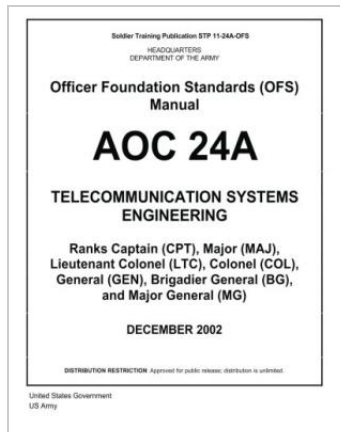 Soldier Training Publication STP 11-24A-OFS
HEADQUARTERS
DEPARTMENT OF THE ARMY
Officer Foundation Standards (OFS)
Manual
AOC 24A
TELECOMMUNICATION SYSTEMS
ENGINEERING
Ranks Captain (CPT), Major (MAJ),
Lieutenant Colonel (LTC), Colonel (COL),
General (GEN), Brigadier General (BG),
and Major General (MG)
DECEMBER 2002
DISTRIBUTION RESTRICTION: Approved for public release; distribution is unlimited.
United States Government
US Army